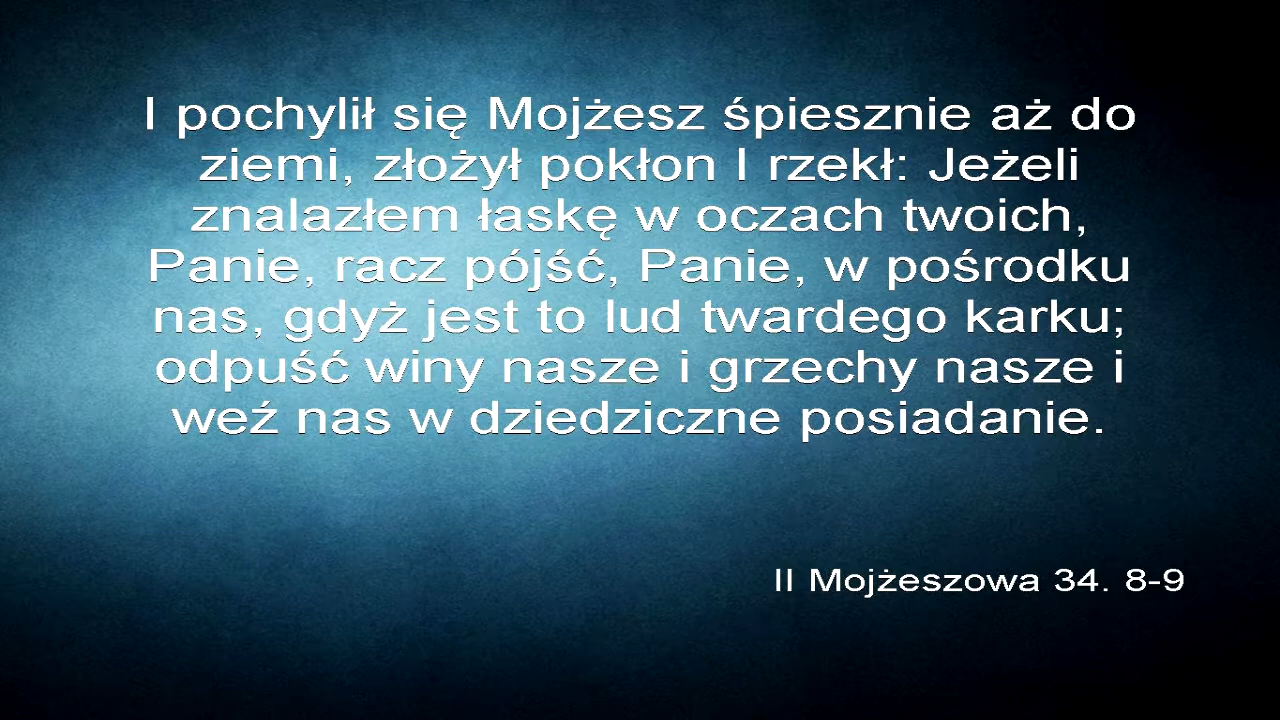 I pochylił się Mojżesz śpiesznie aż do
ziemi, złożył pokłon I rzekł: Jeżeli
znalazłem łaskę w oczach twoich,
Panie, racz pójść, Panie, w pośrodku
nas, gdyż jest to lud twardego karku;
odpuść winy nasze i grzechy nasze i
weź nas w dziedziczne posiadanie.
II Mojżeszowa 34. 8-9